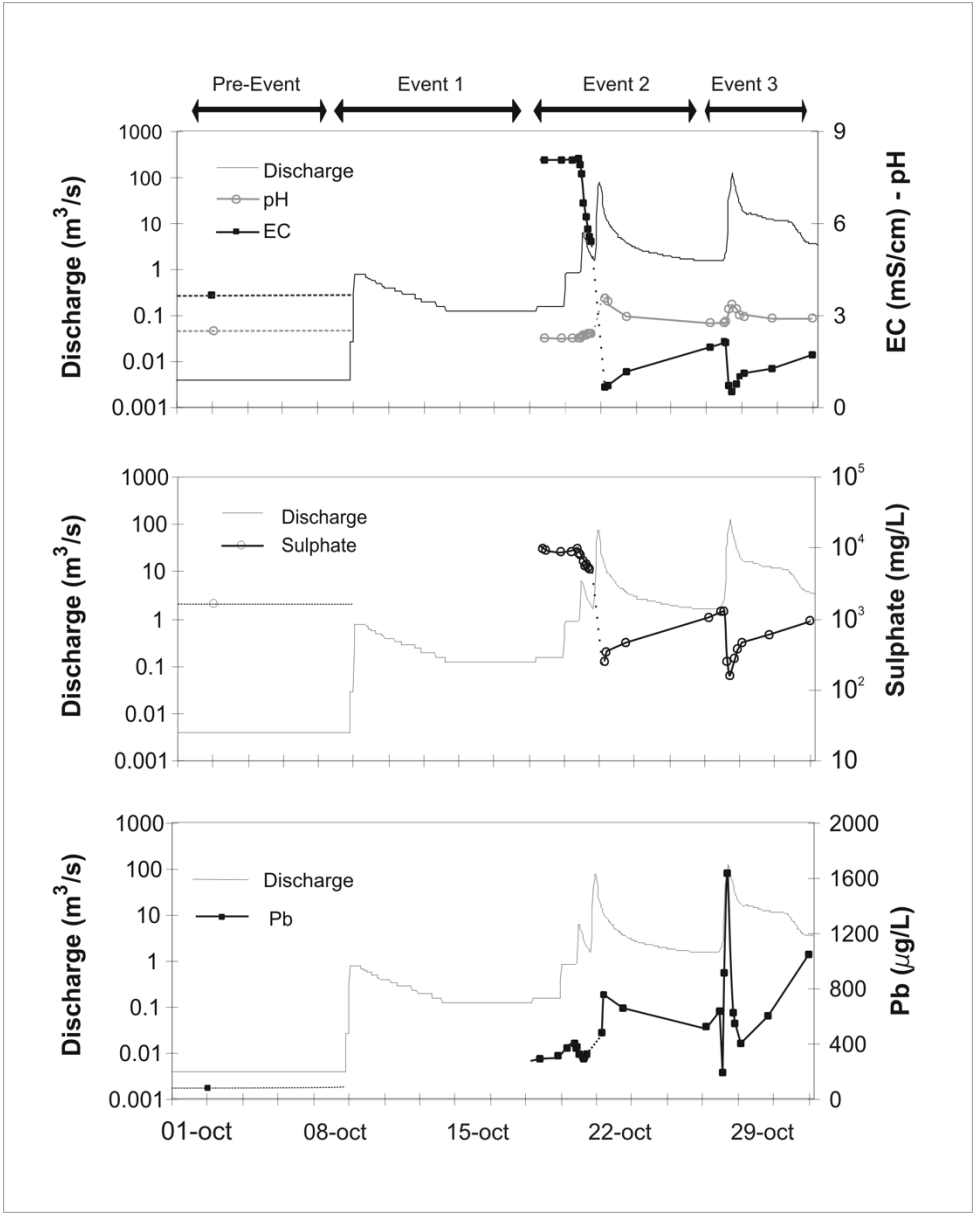 Pre-Event Event 1 Event 2 Event 3
1000 9
100
Discharge
pH 6
10
EC
1
0.1 3
0.01
0.001 0
Discharge (m³/s)
EC (mS/cm) - pH
1000 10⁵
100
Discharge
10⁴
10 Sulphate
1 10³
0.1
10²
0.01
0.001 10
Discharge (m³/s)
Sulphate (mg/L)
1000 2000
100 1600
Discharge
10
Pb 1200
1
800
0.1
0.01 400
0.001 0
Discharge (m³/s)
Pb (µg/L)
01-oct 08-oct 15-oct 22-oct 29-oct